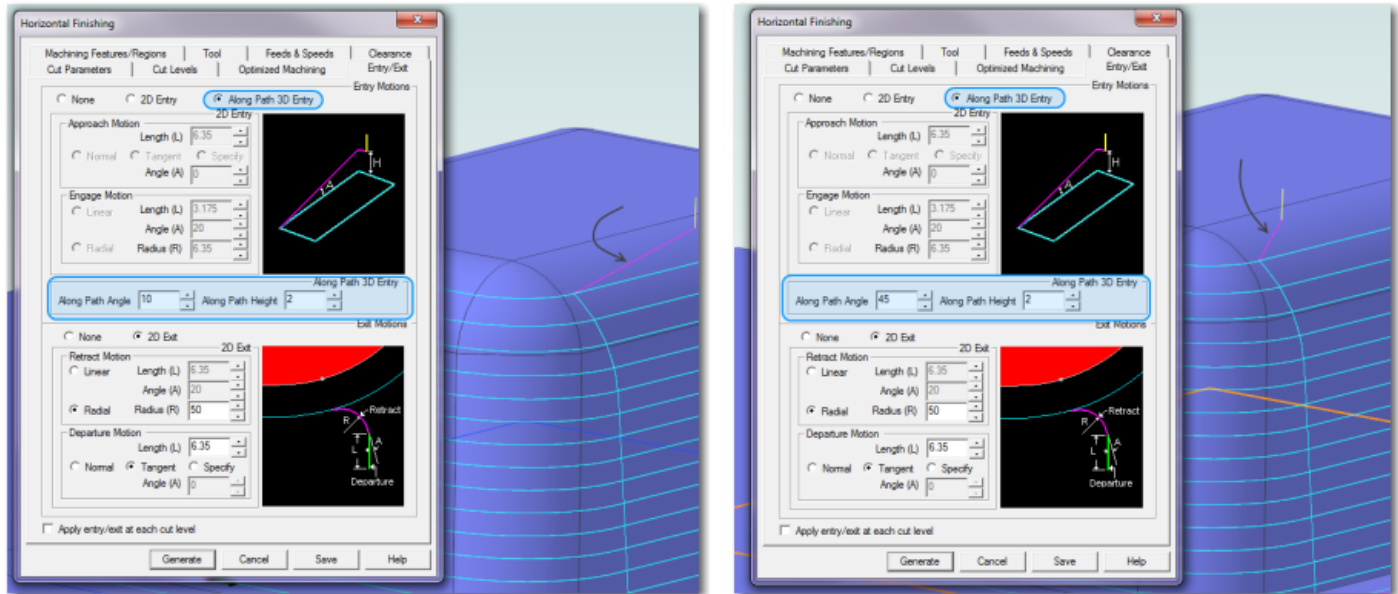 Horizontal Finishing
Machining Features/Regions Tool Feeds & Speeds Clearance
Cut Parameters Cut Levels Optimized Machining Entry/Exit
Entry Motions
None 2D Entry Along Path 3D Entry
2D Entry
Approach Motion
Length (L) 6.35
Normal Tangent Specify
Angle (A) 0
Engage Motion
Linear Length (L) 3.175
Angle (A) 20
Radial Radius (R) 6.35
H
A
Along Path 3D Entry
Along Path Angle 10 Along Path Height 2
Exit Motions
None 2D Exit
2D Exit
Retract Motion
Linear Length (L) 6.35
Angle (A) 20
Radial Radius (R) 50
Departure Motion
Length (L) 6.35
Normal Tangent Specify
Angle (A) 0
Retract
R
A
L
Departure
Apply entry/exit at each cut level
Generate Cancel Save Help
Horizontal Finishing
Machining Features/Regions Tool Feeds & Speeds Clearance
Cut Parameters Cut Levels Optimized Machining Entry/Exit
Entry Motions
None 2D Entry Along Path 3D Entry
2D Entry
Approach Motion
Length (L) 6.35
Normal Tangent Specify
Angle (A) 0
Engage Motion
Linear Length (L) 3.175
Angle (A) 20
Radial Radius (R) 6.35
H
A
Along Path 3D Entry
Along Path Angle 45 Along Path Height 2
Exit Motions
None 2D Exit
2D Exit
Retract Motion
Linear Length (L) 6.35
Angle (A) 20
Radial Radius (R) 50
Departure Motion
Length (L) 6.35
Normal Tangent Specify
Angle (A) 0
Retract
R
A
L
Departure
Apply entry/exit at each cut level
Generate Cancel Save Help